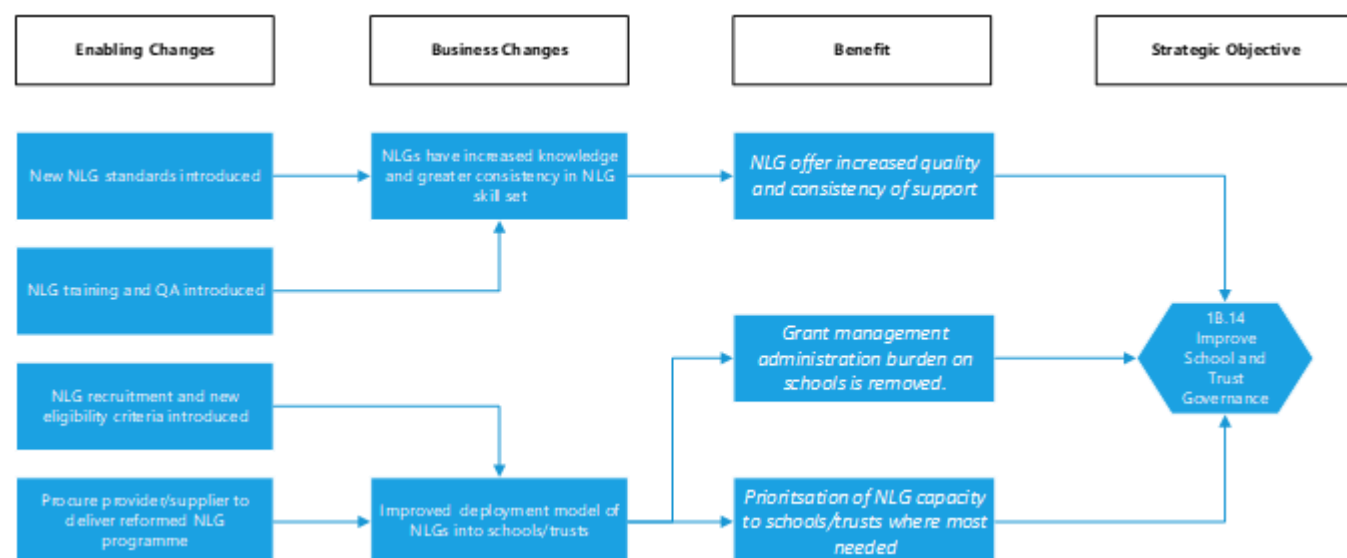 Enabling Changes
Business Changes
Benefit
Strategic Objective
New NLG standards introduced
NLGs have increased knowledge
and greater consistency in NLG
skill set
NLG offer increased quality
and consistency of support
NLG training and QA introduced
Grant management
administration burden on
schools is removed.
1B.14
Improve
School and
Trust
Governance
NLG recruitment and new
eligibility criteria introduced
Procure provider/supplier to
deliver reformed NLG
programme
Improved deployment model of
NLGs into schools/trusts
Prioritsation of NLG capacity
to schools/trusts where most
needed